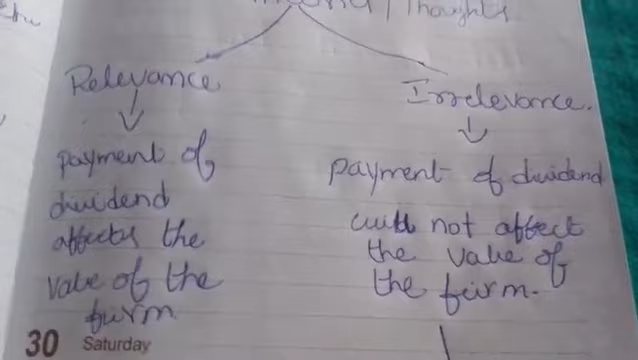 / Thoughts
Relevance
payment of
dividend
affects the
value of the
firm
Irrelevance.
payment of dividend
will not affect
the value of
the firm.
30 Saturday